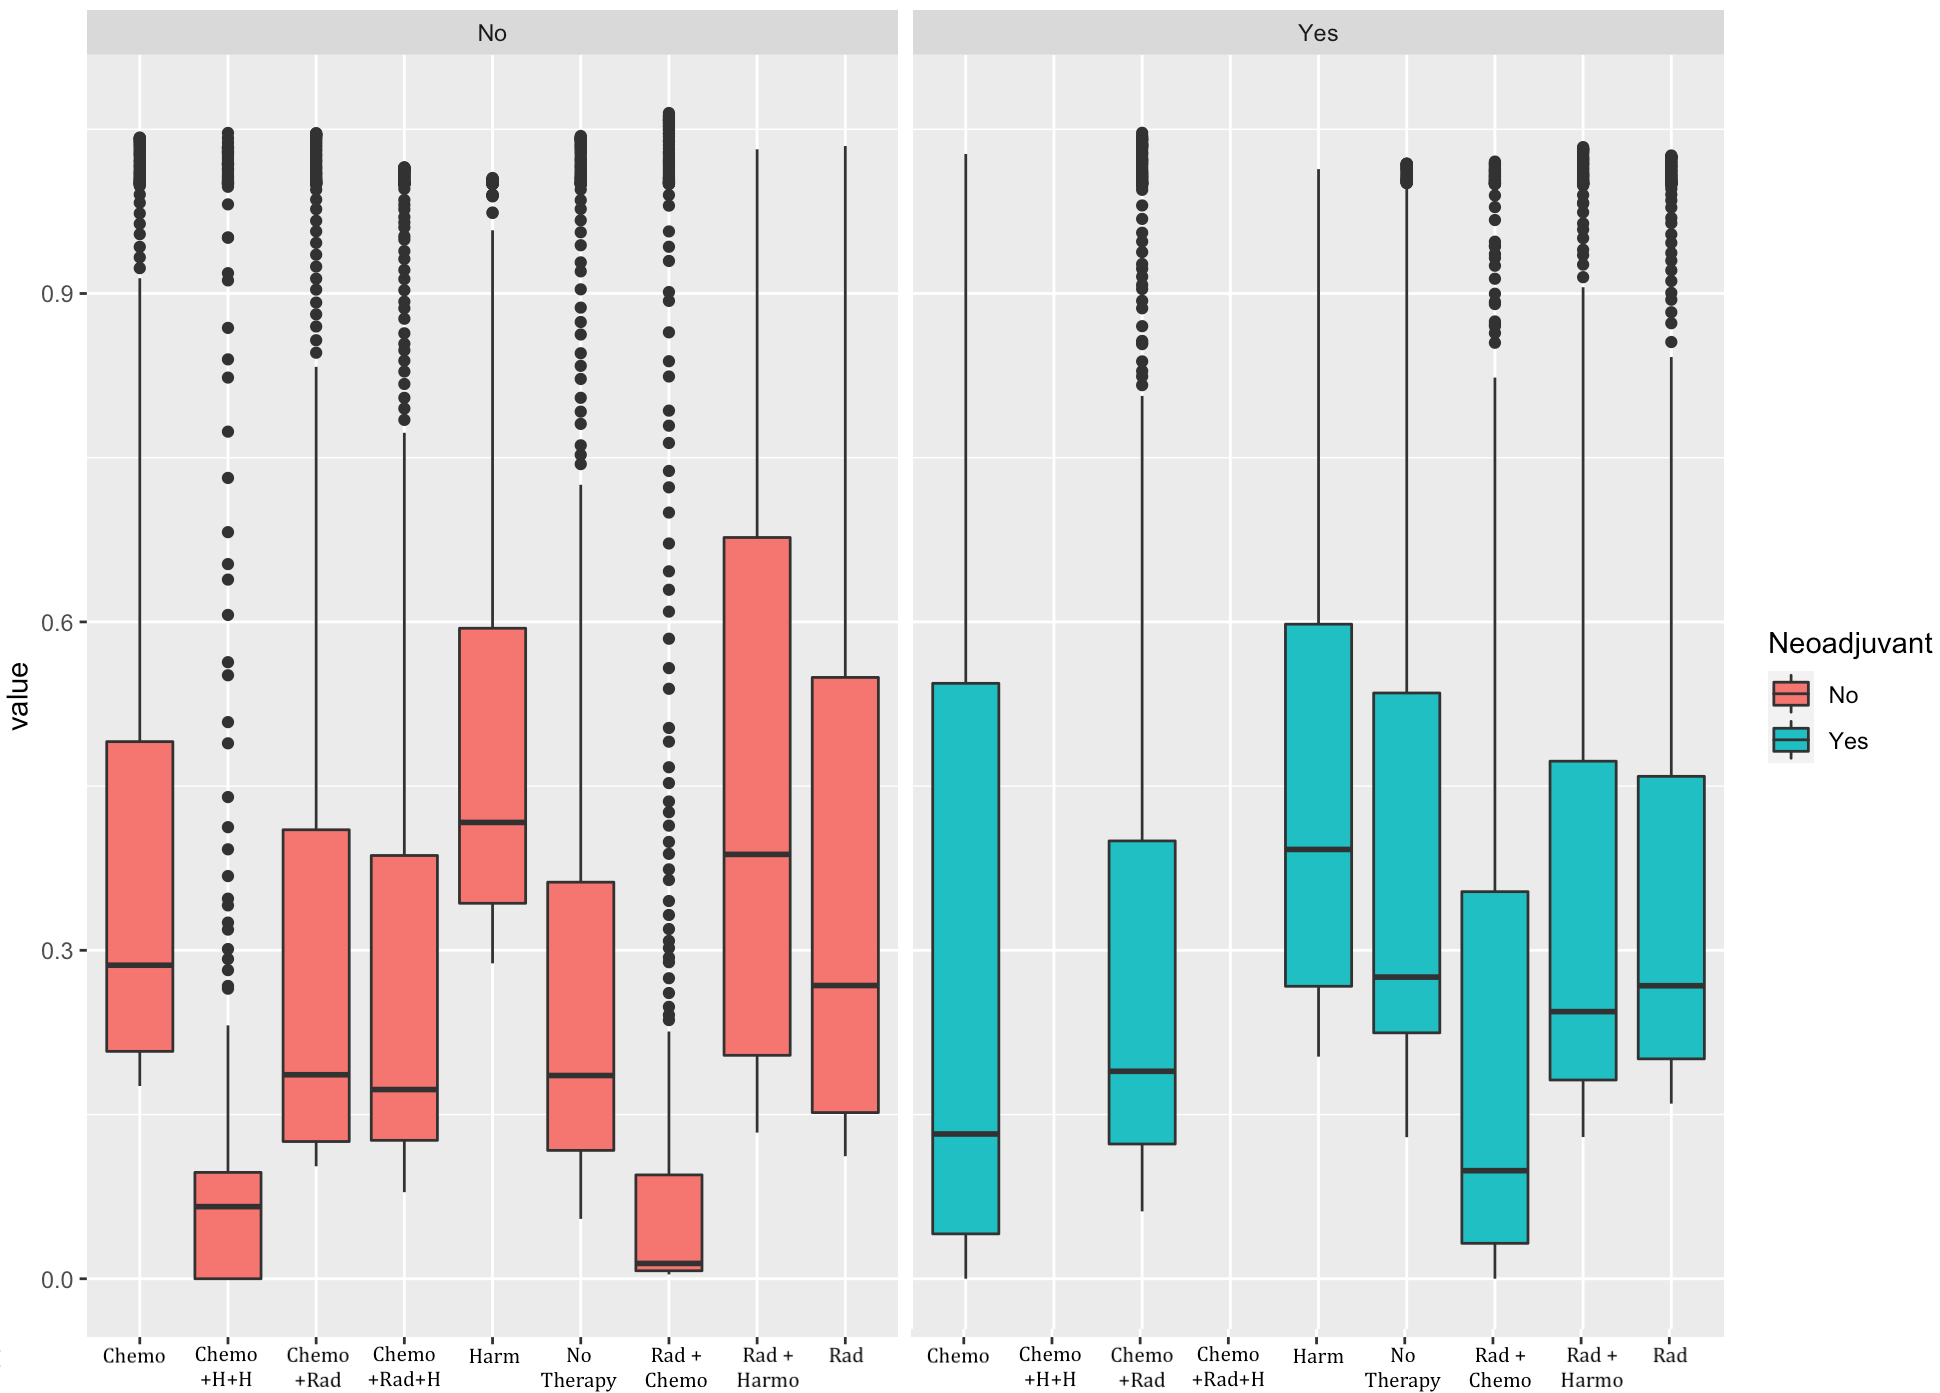 No
Yes
value
0.9
0.6
0.3
0.0
Chemo
Chemo
+H+H
Chemo
+Rad
Chemo
+Rad+H
Harm
No
Therapy
Rad +
Chemo
Rad +
Harmo
Rad
Chemo
Chemo
+H+H
Chemo
+Rad
Chemo
+Rad+H
Harm
No
Therapy
Rad +
Chemo
Rad +
Harmo
Rad
Neoadjuvant
No
Yes